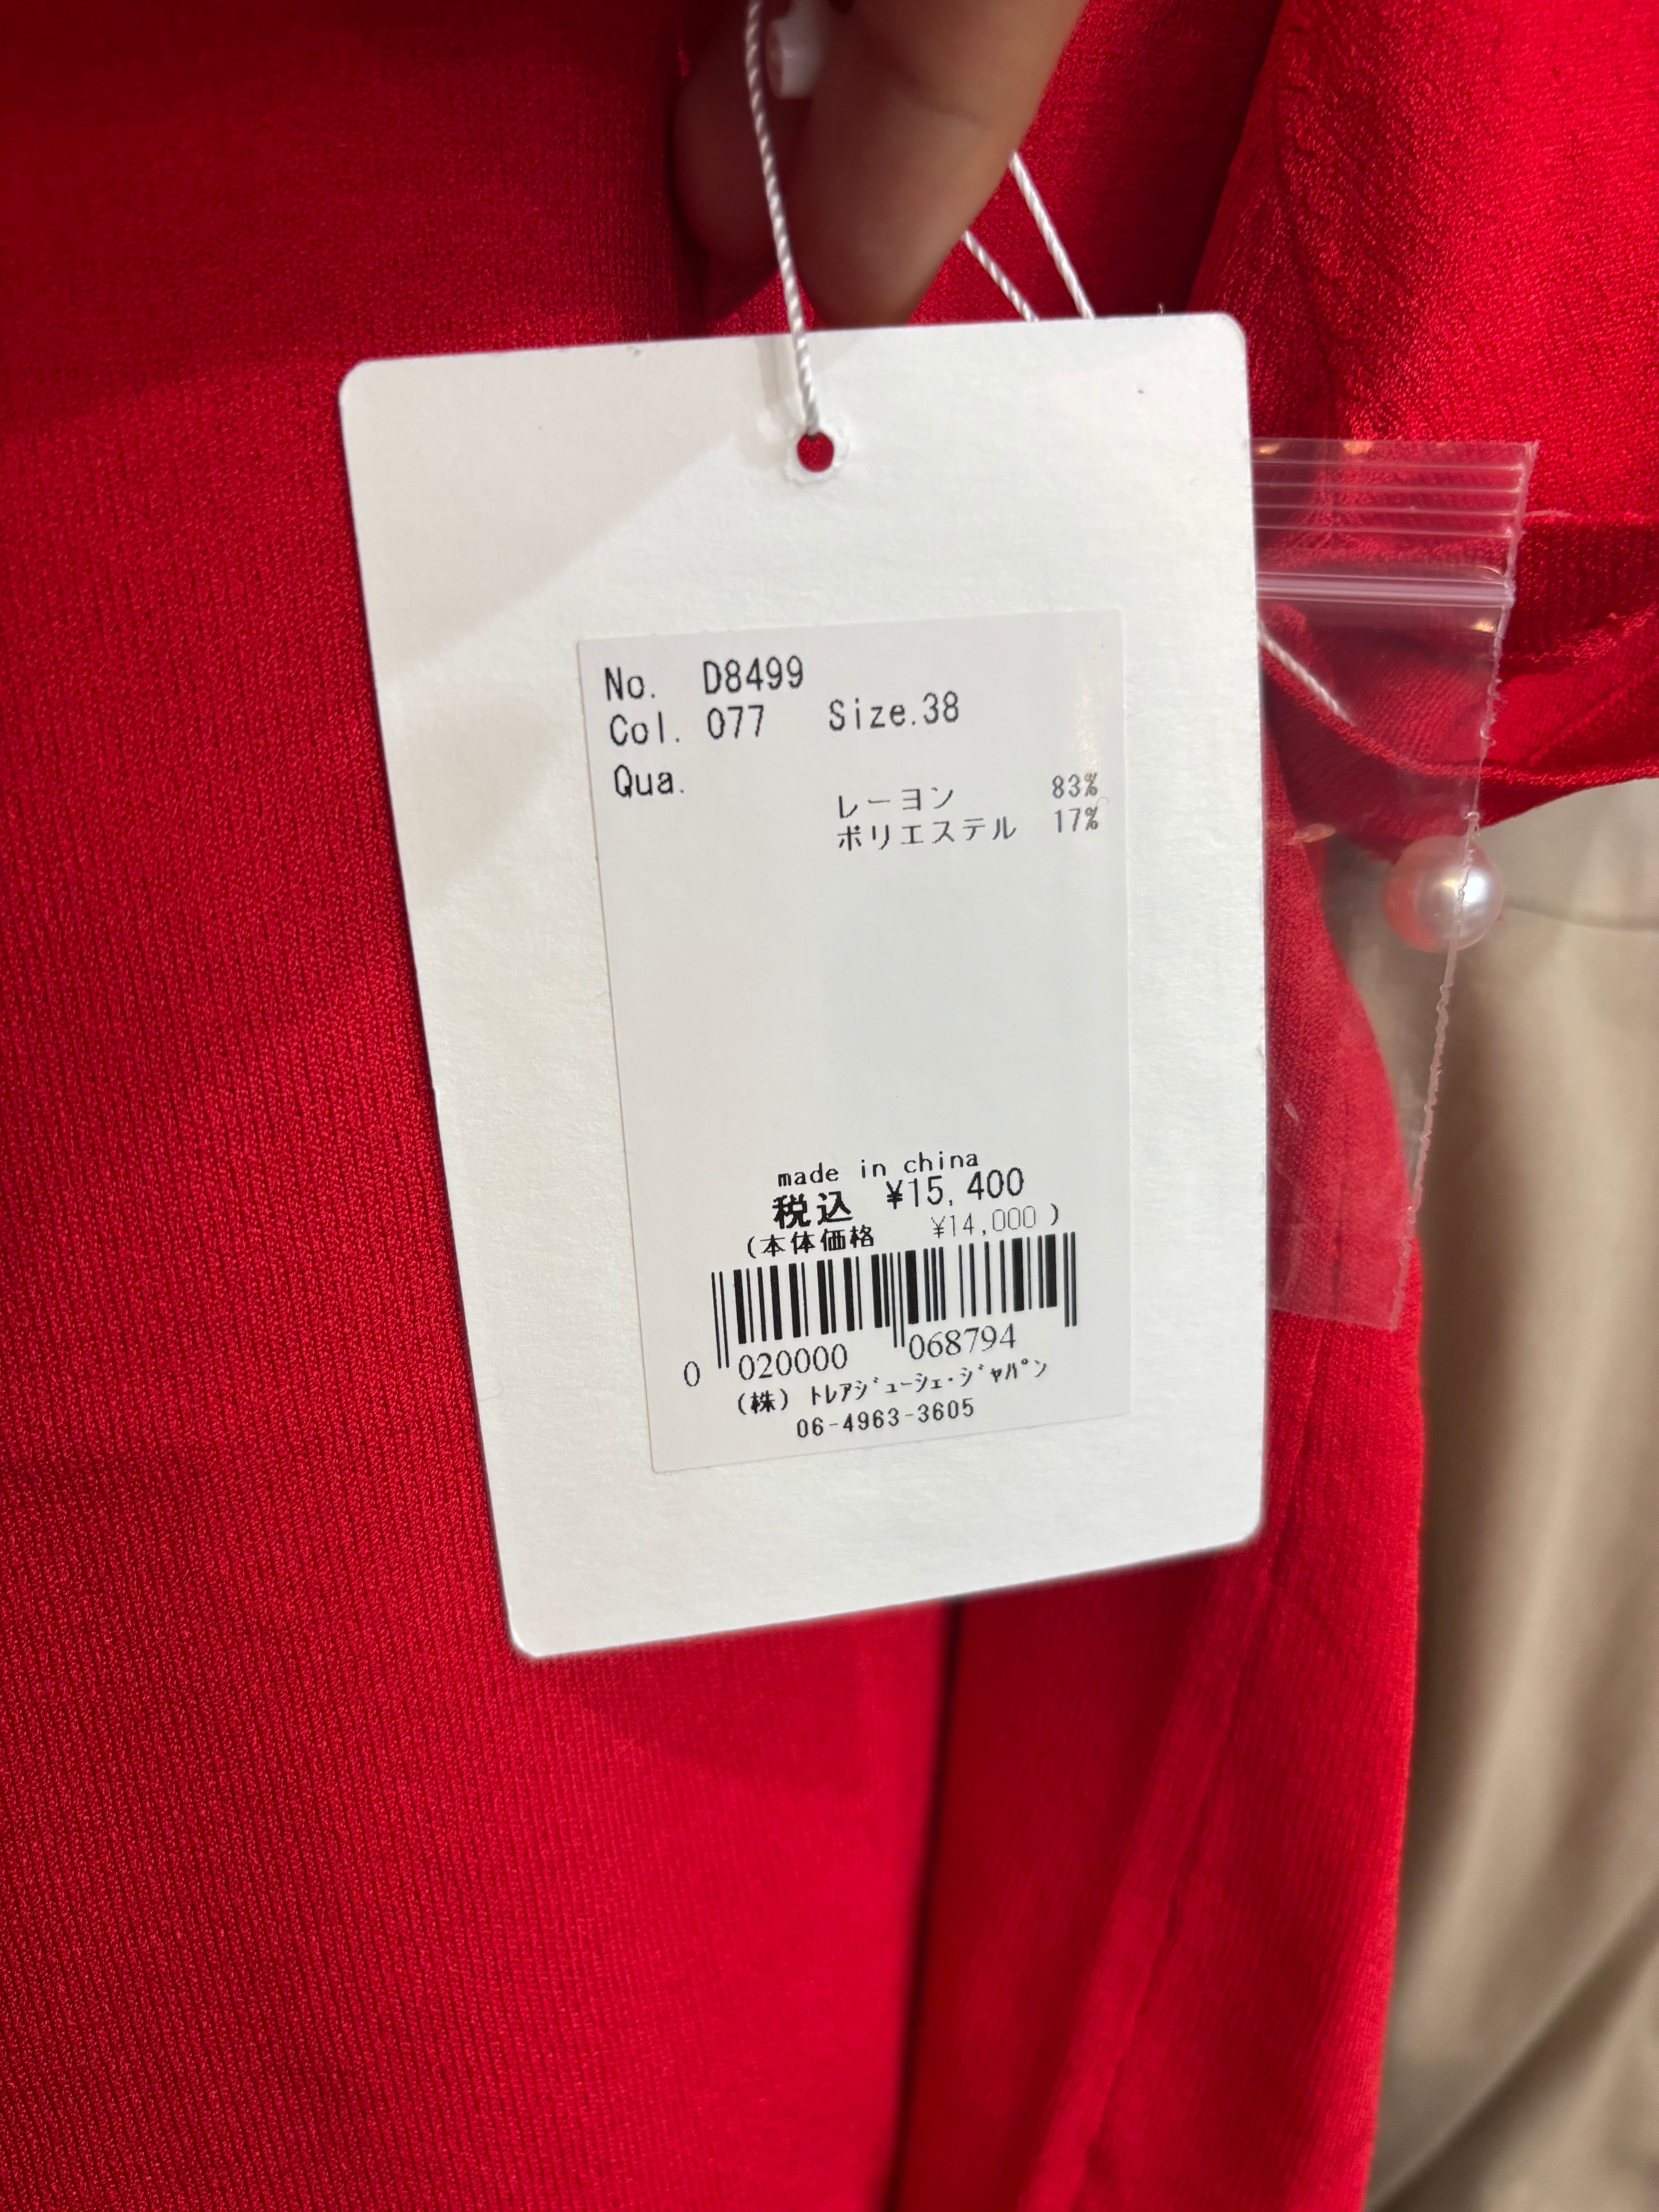 No. D8499
Col. 077 Size.38
Qua.
レーヨン 83%
ポリエステル 17%
made in china
税込 ¥15,400
(本体価格 ¥14,000)
0 020000 068794
(株) ﾄﾚｱｼﾞｭｰｼｪ･ｼﾞｬﾊﾟﾝ
06-4963-3605